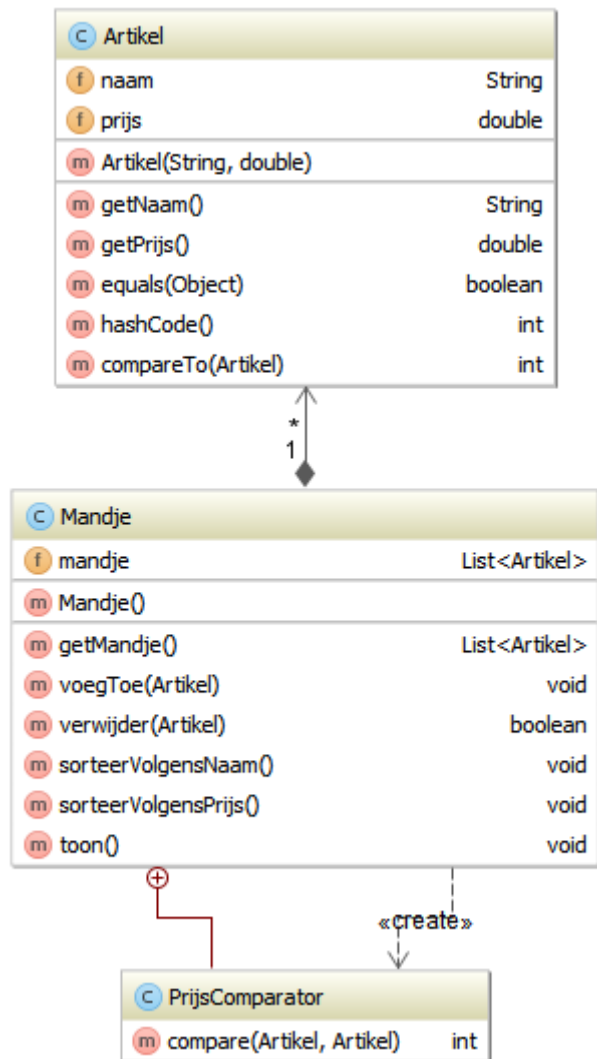 C Artikel
f naam String
f prijs double
m Artikel(String, double)
m getNaam() String
m getPrijs() double
m equals(Object) boolean
m hashCode() int
m compareTo(Artikel) int
*
1
C Mandje
f mandje List<Artikel>
m Mandje()
m getMandje() List<Artikel>
m voegToe(Artikel) void
m verwijder(Artikel) boolean
m sorteerVolgensNaam() void
m sorteerVolgensPrijs() void
m toon() void
«create»
C PrijsComparator
m compare(Artikel, Artikel) int